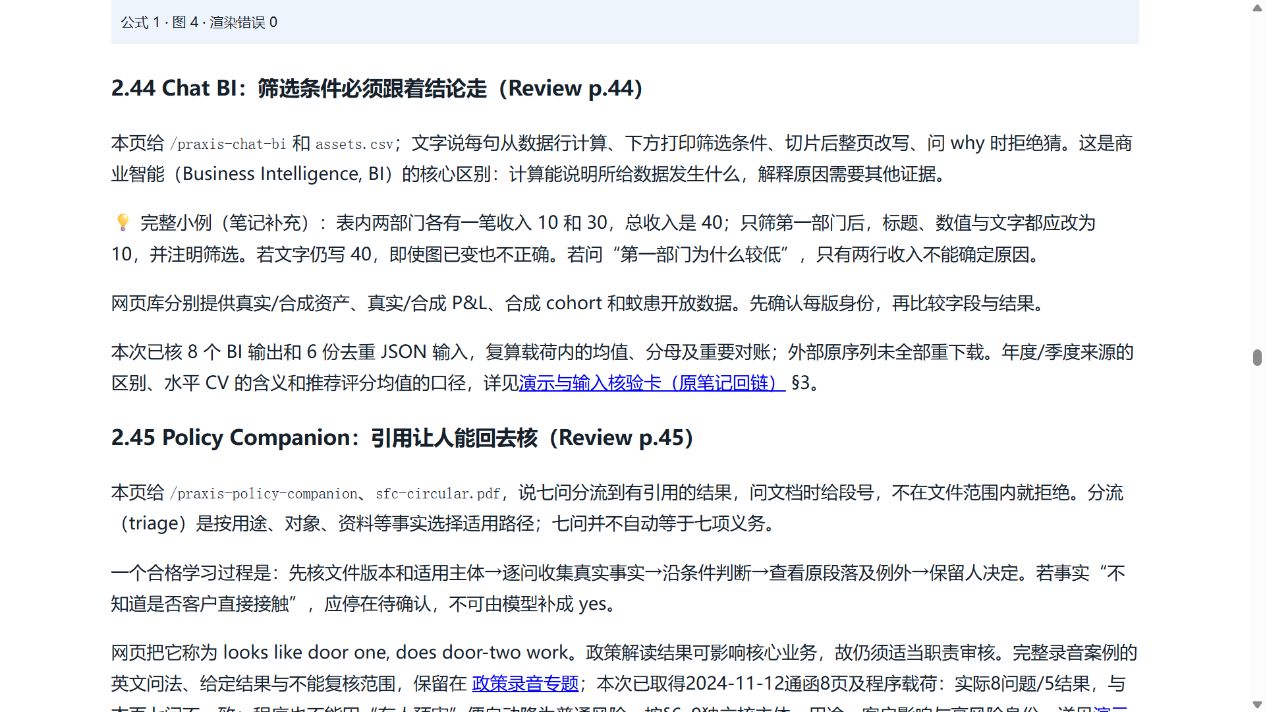 公式 1 · 图 4 · 渲染错误 0
2.44 Chat BI：筛选条件必须跟着结论走（Review p.44）
本页给 /praxis-chat-bi 和 assets.csv；文字说每句从数据行计算、下方打印筛选条件、切片后整页改写、问 why 时拒绝猜。这是商
业智能（Business Intelligence, BI）的核心区别：计算能说明所给数据发生什么，解释原因需要其他证据。
💡 完整小例（笔记补充）：表内两部门各有一笔收入 10 和 30，总收入是 40；只筛第一部门后，标题、数值与文字都应改为
10，并注明筛选。若文字仍写 40，即使图已变也不正确。若问“第一部门为什么较低”，只有两行收入不能确定原因。
网页库分别提供真实/合成资产、真实/合成 P&L、合成 cohort 和蚊患开放数据。先确认每版身份，再比较字段与结果。
本次已核 8 个 BI 输出和 6 份去重 JSON 输入，复算载荷内的均值、分母及重要对账；外部原序列未全部重下载。年度/季度来源的
区别、水平 CV 的含义和推荐评分均值的口径，详见演示与输入核验卡（原笔记回链） §3。
2.45 Policy Companion：引用让人能回去核（Review p.45）
本页给 /praxis-policy-companion、sfc-circular.pdf，说七问分流到有引用的结果，问文档时给段号，不在文件范围内就拒绝。分流
（triage）是按用途、对象、资料等事实选择适用路径；七问并不自动等于七项义务。
一个合格学习过程是：先核文件版本和适用主体→逐问收集真实事实→沿条件判断→查看原段落及例外→保留人决定。若事实“不
知道是否客户直接接触”，应停在待确认，不可由模型补成 yes。
网页把它称为 looks like door one, does door-two work。政策解读结果可影响核心业务，故仍须适当职责审核。完整录音案例的
英文问法、给定结果与不能复核范围，保留在 政策录音专题；本次已取得2024-11-12通函8页及程序载荷：实际8问题/5结果，与